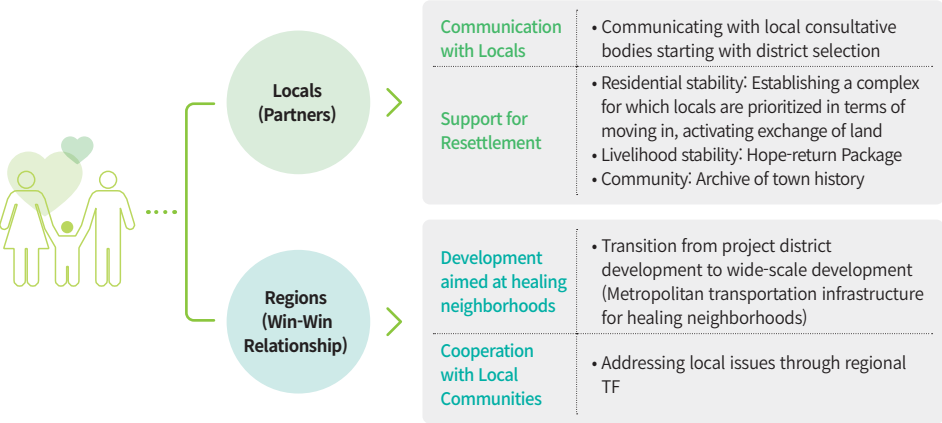 Locals
(Partners)
Communication
with Locals
• Communicating with local consultative
bodies starting with district selection
Support for
Resettlement
• Residential stability: Establishing a complex
for which locals are prioritized in terms of
moving in, activating exchange of land
• Livelihood stability: Hope-return Package
• Community: Archive of town history
Regions
(Win-Win
Relationship)
Development
aimed at healing
neighborhoods
• Transition from project district
development to wide-scale development
(Metropolitan transportation infrastructure
for healing neighborhoods)
Cooperation
with Local
Communities
• Addressing local issues through regional
TF